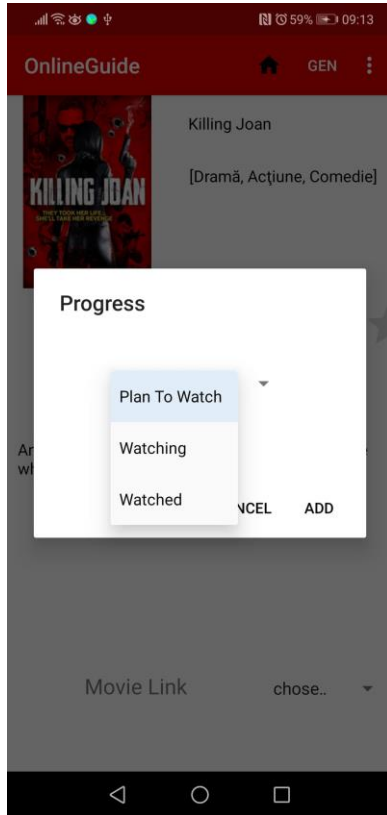 59% 09:13
OnlineGuide GEN
Killing Joan
[Dramă, Acţiune, Comedie]
KILLING JOAN
THEY TOOK HER LIFE...
SHE'LL TAKE HER REVENGE
Progress
Plan To Watch
Watching
Watched
NCEL ADD
Movie Link chose..